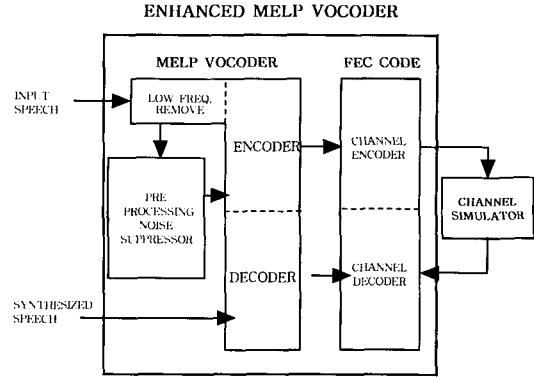 ENHANCED MELP VOCODER
MELP VOCODER
FEC CODE
INPUT
SPEECH
LOW FREQ.
REMOVE
ENCODER
CHANNEL
ENCODER
PRE
PROCESSING
NOISE
SUPPRESSOR
CHANNEL
SIMULATOR
DECODER
CHANNEL
DECODER
SYNTHESIZED
SPEECH